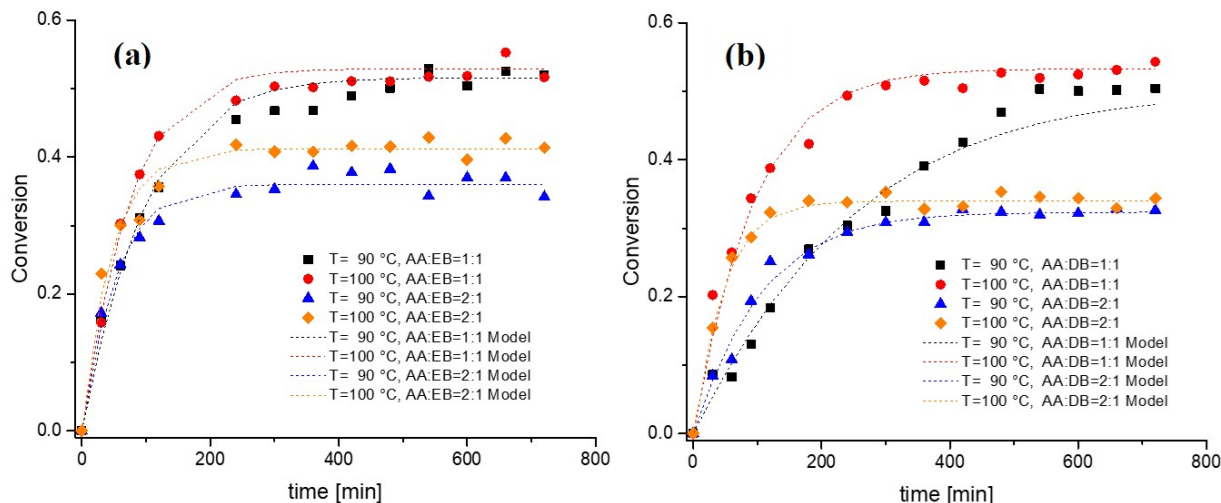 (a)
Conversion
0.6
0.4
0.2
0.0
T= 90 °C, AA:EB=1:1
T=100 °C, AA:EB=1:1
T= 90 °C, AA:EB=2:1
T=100 °C, AA:EB=2:1
T= 90 °C, AA:EB=1:1 Model
T=100 °C, AA:EB=1:1 Model
T= 90 °C, AA:EB=2:1 Model
T=100 °C, AA:EB=2:1 Model
0 200 400 600 800
time [min]
(b)
Conversion
0.6
0.4
0.2
0.0
T= 90 °C, AA:DB=1:1
T=100 °C, AA:DB=1:1
T= 90 °C, AA:DB=2:1
T=100 °C, AA:DB=2:1
T= 90 °C, AA:DB=1:1 Model
T=100 °C, AA:DB=1:1 Model
T= 90 °C, AA:DB=2:1 Model
T=100 °C, AA:DB=2:1 Model
0 200 400 600 800
time [min]